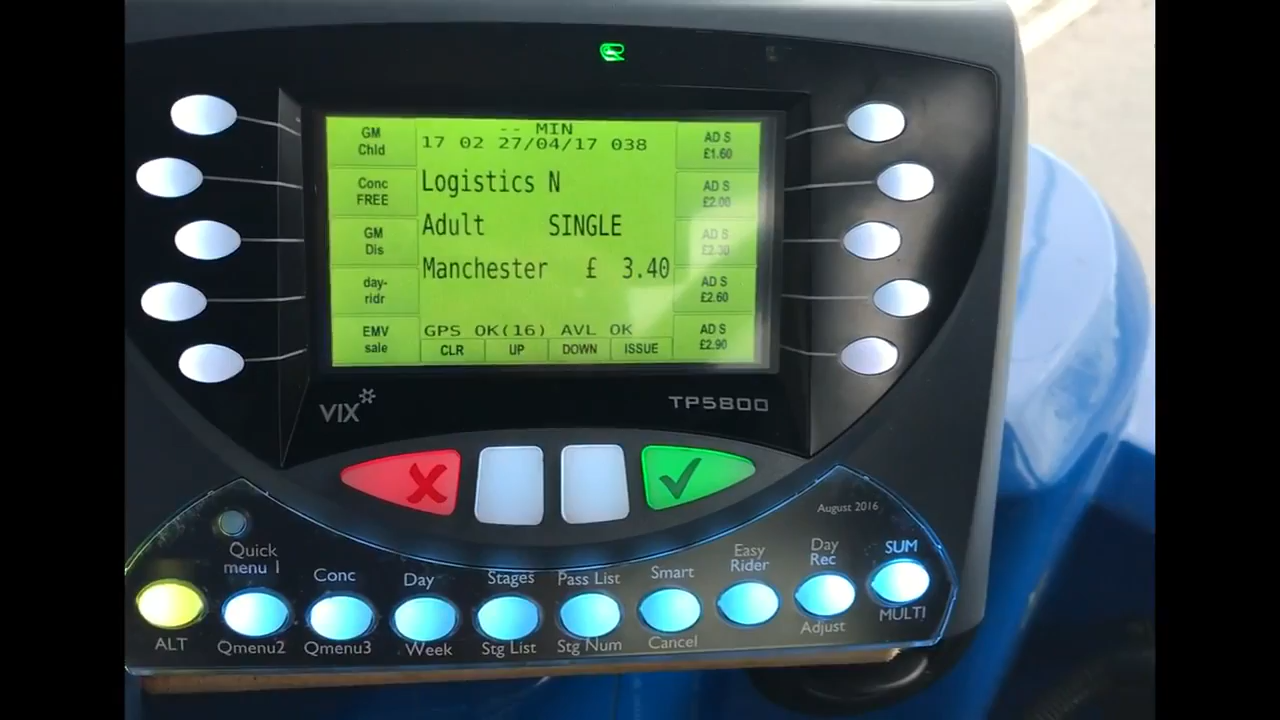 -- MIN
17 02 27/04/17 038
GM Chld
AD S £1.60
Logistics N
Conc FREE
AD S £2.00
Adult SINGLE
GM Dis
AD S £2.30
Manchester £ 3.40
day-ridr
AD S £2.60
GPS OK(16) AVL OK
EMV sale
AD S £2.90
CLR UP DOWN ISSUE
VIX
TP5800
August 2016
Quick menu 1
Conc
Day
Stages
Pass List
Smart
Easy Rider
Day Rec
SUM
ALT
Qmenu2
Qmenu3
Week
Stg List
Stg Num
Cancel
Adjust
MULTI